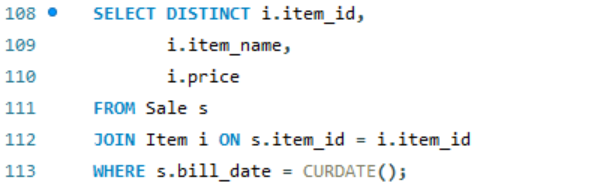 108 SELECT DISTINCT i.item_id,
109 i.item_name,
110 i.price
111 FROM Sale s
112 JOIN Item i ON s.item_id = i.item_id
113 WHERE s.bill_date = CURDATE();